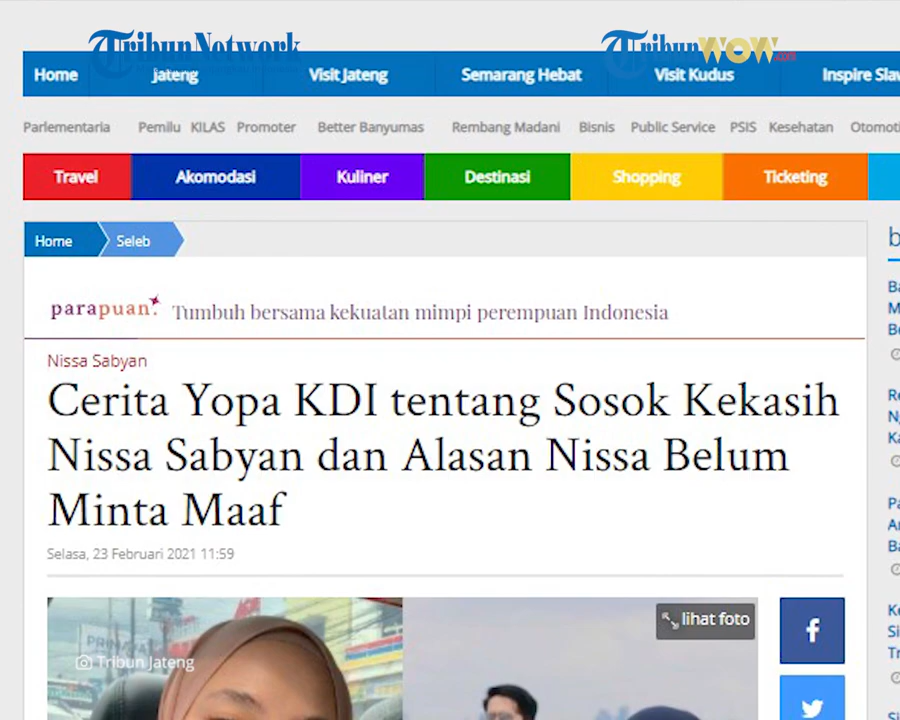 TribunNetwork
TribunWOW.com
Home jateng Visit Jateng Semarang Hebat Visit Kudus Inspire Slaw
Parlementaria Pemilu KILAS Promoter Better Banyumas Rembang Madani Bisnis Public Service PSIS Kesehatan Otomoti
Travel Akomodasi Kuliner Destinasi Shopping Ticketing
Home Seleb
parapuan. Tumbuh bersama kekuatan mimpi perempuan Indonesia
Nissa Sabyan
Cerita Yopa KDI tentang Sosok Kekasih
Nissa Sabyan dan Alasan Nissa Belum
Minta Maaf
Selasa, 23 Februari 2021 11:59
lihat foto
Tribun Jateng